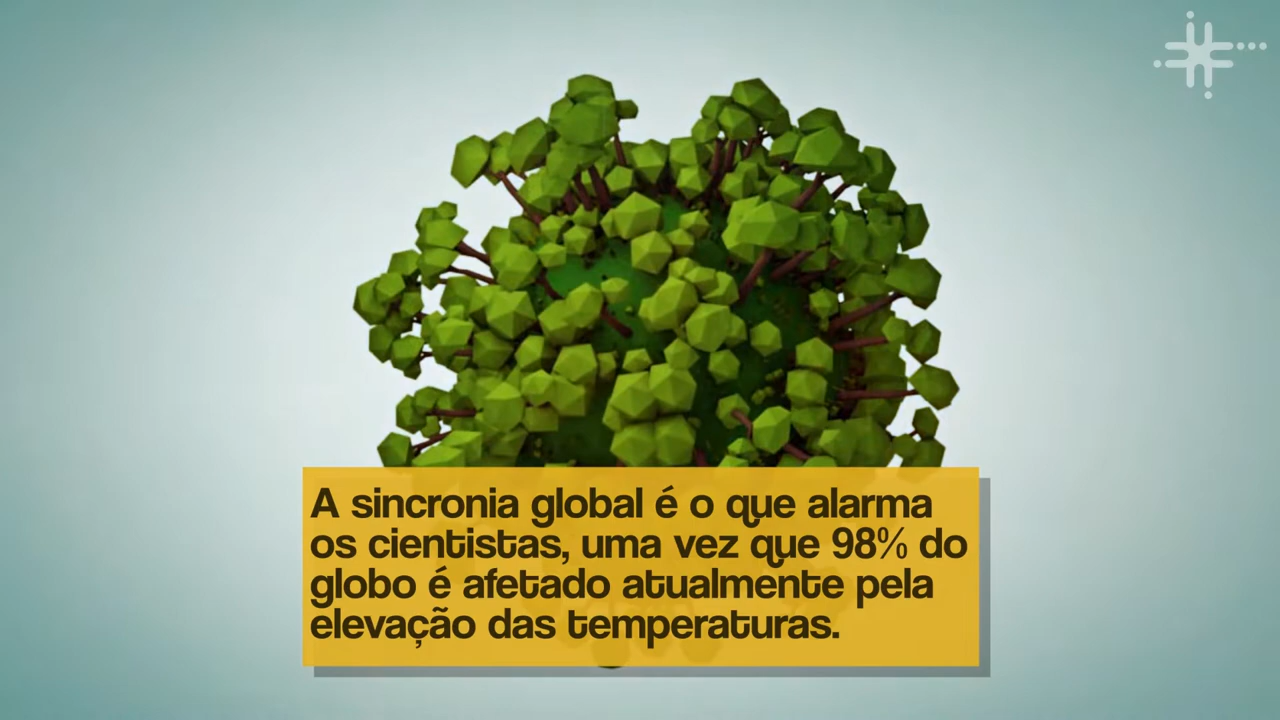 A sincronia global é o que alarma
os cientistas, uma vez que 98% do
globo é afetado atualmente pela
elevação das temperaturas.